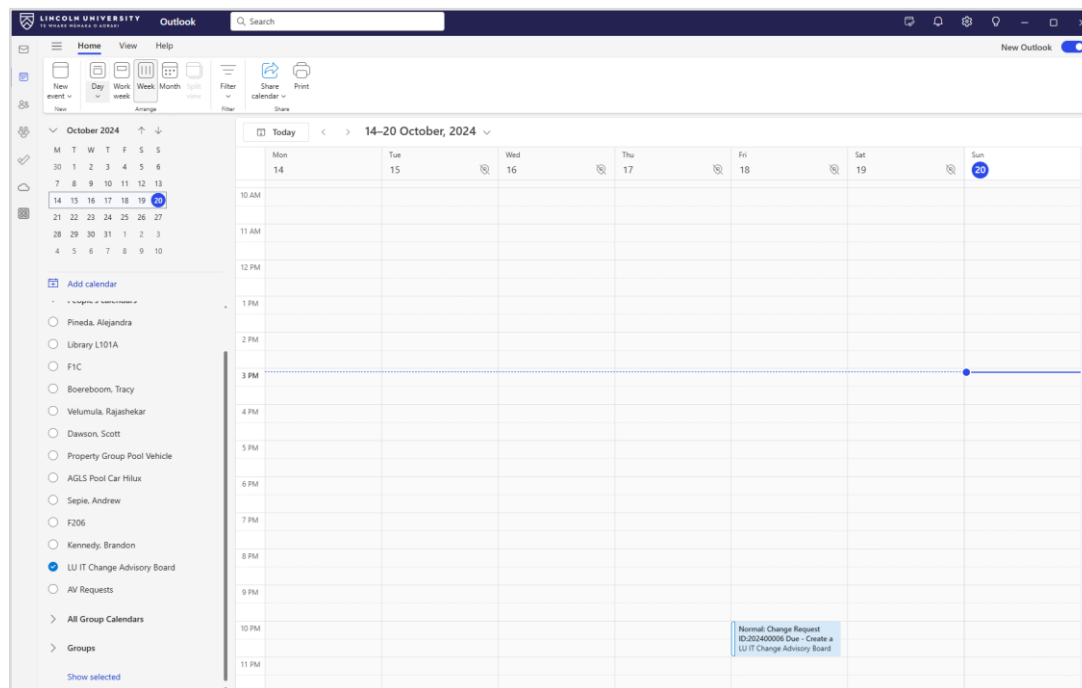 LINCOLN UNIVERSITY
TE WHARE WĀNAKA O AORAKI
Outlook
Search
Home View Help
New Outlook
New event
Day
Work week
Week
Month
Split view
Filter
Share calendar
Print
New
Arrange
Filter
Share
October 2024
M T W T F S S
30 1 2 3 4 5 6
7 8 9 10 11 12 13
14 15 16 17 18 19 20
21 22 23 24 25 26 27
28 29 30 31 1 2 3
4 5 6 7 8 9 10
Add calendar
People's calendars
Pineda, Alejandra
Library L101A
F1C
Boereboom, Tracy
Velumula, Rajashekar
Dawson, Scott
Property Group Pool Vehicle
AGLS Pool Car Hilux
Sepie, Andrew
F206
Kennedy, Brandon
LU IT Change Advisory Board
AV Requests
All Group Calendars
Groups
Show selected
Today
14–20 October, 2024
Mon Tue Wed Thu Fri Sat Sun
14 15 16 17 18 19 20
10 AM
11 AM
12 PM
1 PM
2 PM
3 PM
4 PM
5 PM
6 PM
7 PM
8 PM
9 PM
10 PM
11 PM
Normal: Change Request
ID:202400006 Due - Create a
LU IT Change Advisory Board